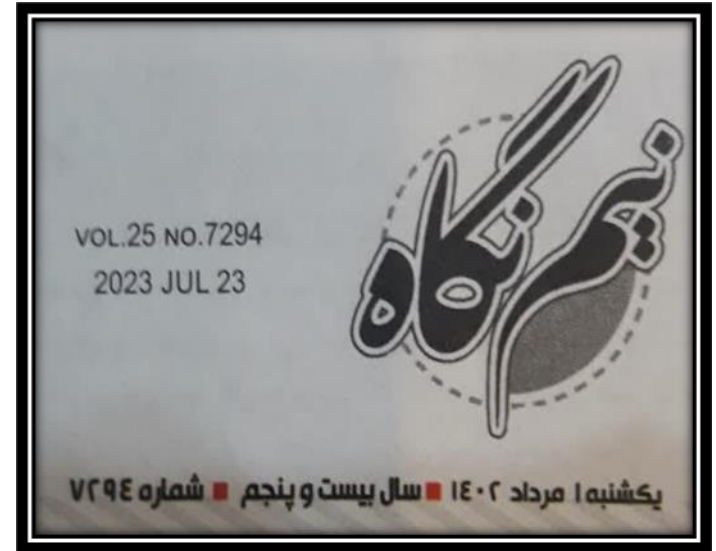 نیم نگاه
VOL.25 NO.7294
2023 JUL 23
یکشنبه ۱ مرداد ۱۴۰۲ ■ سال بیست و پنجم ■ شماره ۷۲۹۴